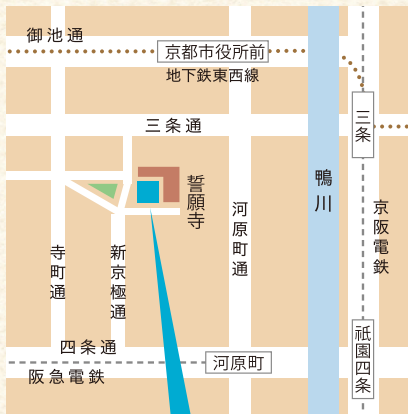 御池通
京都市役所前
地下鉄東西線
三条通
三条
誓願寺
鴨川
河原町通
京阪電鉄
寺町通
新京極通
四条通
河原町
阪急電鉄
祇園四条